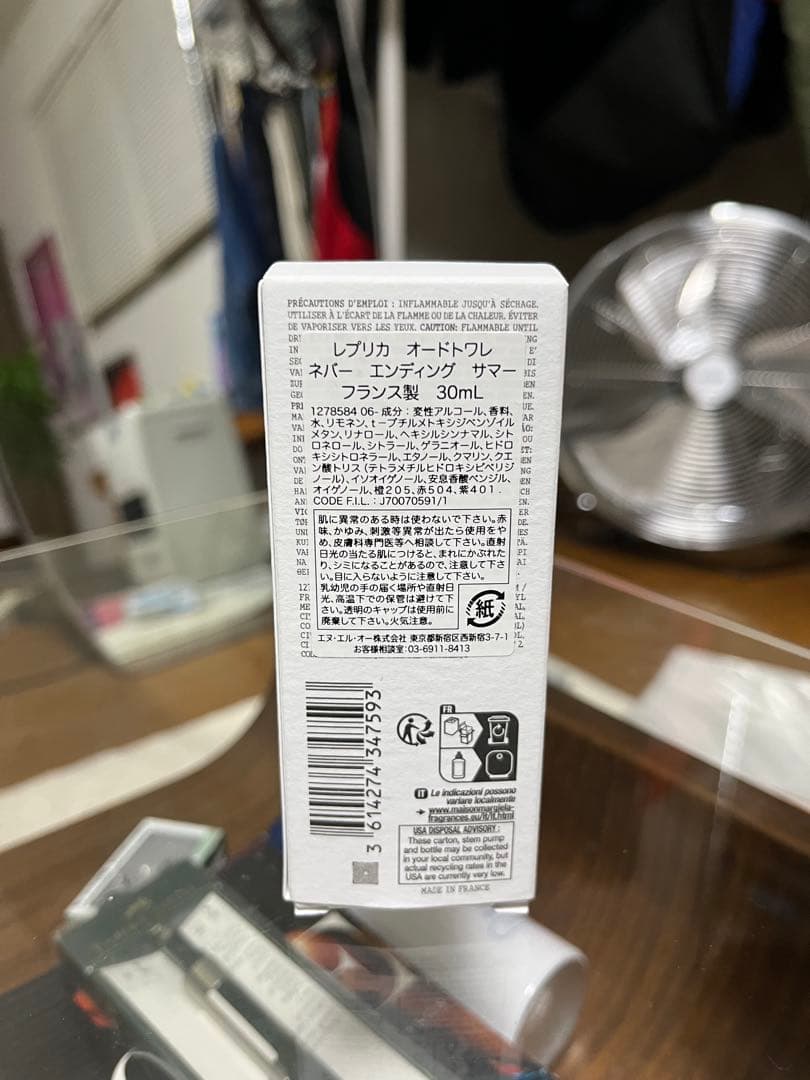 PRÉCAUTIONS D'EMPLOI : INFLAMMABLE JUSQU'À SÉCHAGE.
UTILISER À L'ÉCART DE LA FLAMME OU DE LA CHALEUR. ÉVITER
DE VAPORISER VERS LES YEUX. CAUTION: FLAMMABLE UNTIL
レプリカ オードトワレ
ネバー エンディング サマー
フランス製 30mL
1278584 06- 成分：変性アルコール、香料、
水、リモネン、t-ブチルメトキシジベンゾイル
メタン、リナロール、ヘキシルシンナマル、シト
ロネロール、シトラール、ゲラニオール、ヒドロ
キシシトロネラール、エタノール、クマリン、クエ
ン酸トリス（テトラメチルヒドロキシピペリジ
ノール）、イソオイゲノール、安息香酸ベンジル、
オイゲノール、橙205、赤504、紫401.
CODE F.I.L. : J70070591/1
肌に異常のある時は使わないで下さい。赤
味、かゆみ、刺激等異常が出たら使用をや
め、皮膚科専門医等へ相談して下さい。直射
日光の当たる肌につけると、まれにかぶれた
り、シミになることがあるので、注意して下さ
い。目に入らないように注意して下さい。
乳幼児の手の届く場所や直射日
光、高温下での保管は避けて下
さい。透明のキャップは使用前に
廃棄して下さい。火気注意。
紙
エヌ・エル・オー株式会社 東京都新宿区西新宿3-7-1
お客様相談室：03-6911-8413
3 614274 347593
FR
IT Le indicazioni possono
variare localmente
www.maisonmargiela-
fragrances.eu/it/it.html
USA DISPOSAL ADVISORY :
These carton, stem pump
and bottle may be collected
in your local community, but
actual recycling rates in the
USA are currently very low.
MADE IN FRANCE